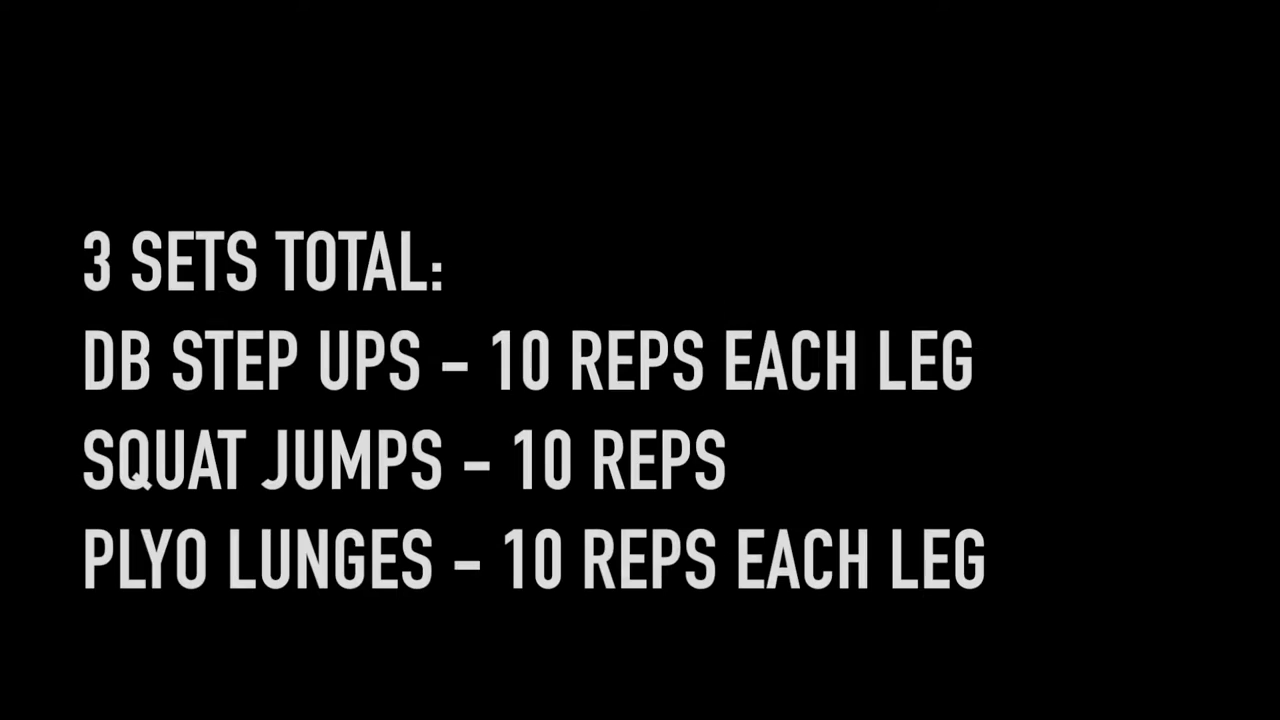 3 SETS TOTAL:
DB STEP UPS - 10 REPS EACH LEG
SQUAT JUMPS - 10 REPS
PLYO LUNGES - 10 REPS EACH LEG